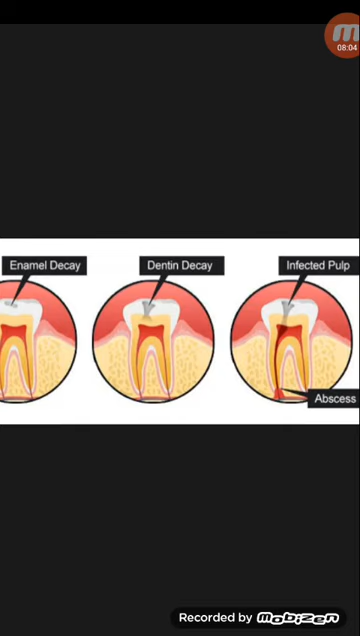 08:04
Enamel Decay
Dentin Decay
Infected Pulp
Abscess
Recorded by Mobizen